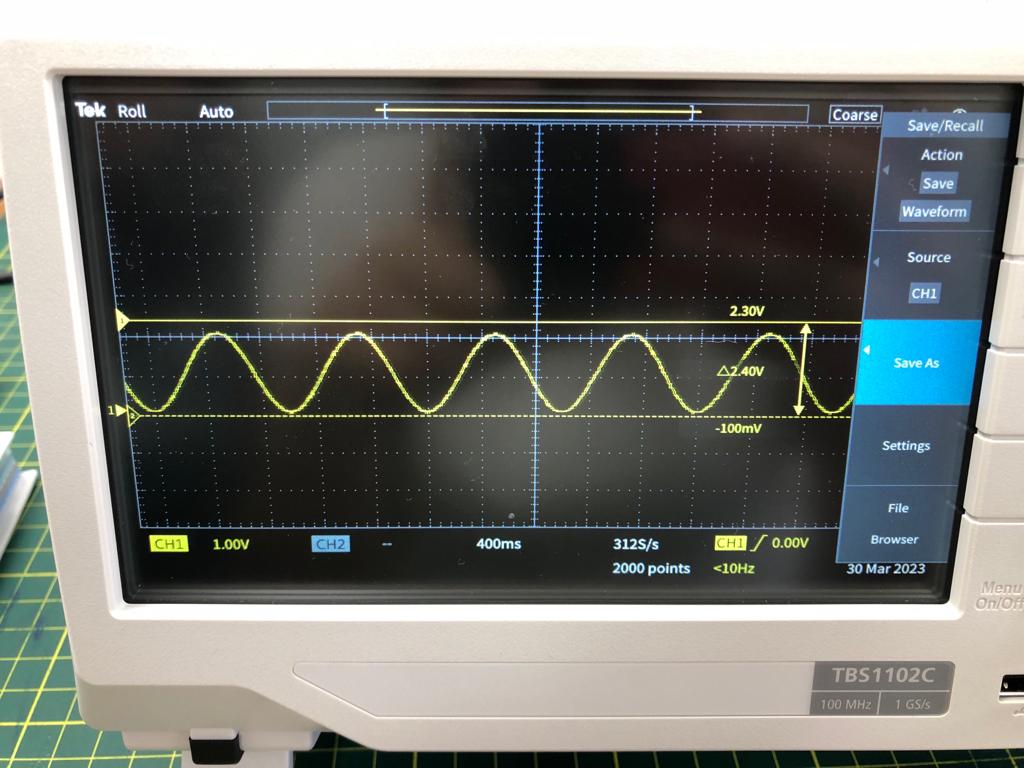 Tek Roll Auto Coarse
Save/Recall
Action
Save
Waveform
Source
CH1
2.30V
△2.40V
Save As
1
2
-100mV
Settings
File
Browser
CH1 1.00V CH2 -- 400ms 312S/s CH1 0.00V
2000 points <10Hz 30 Mar 2023
Menu
On/Off
TBS1102C
100 MHz 1 GS/s